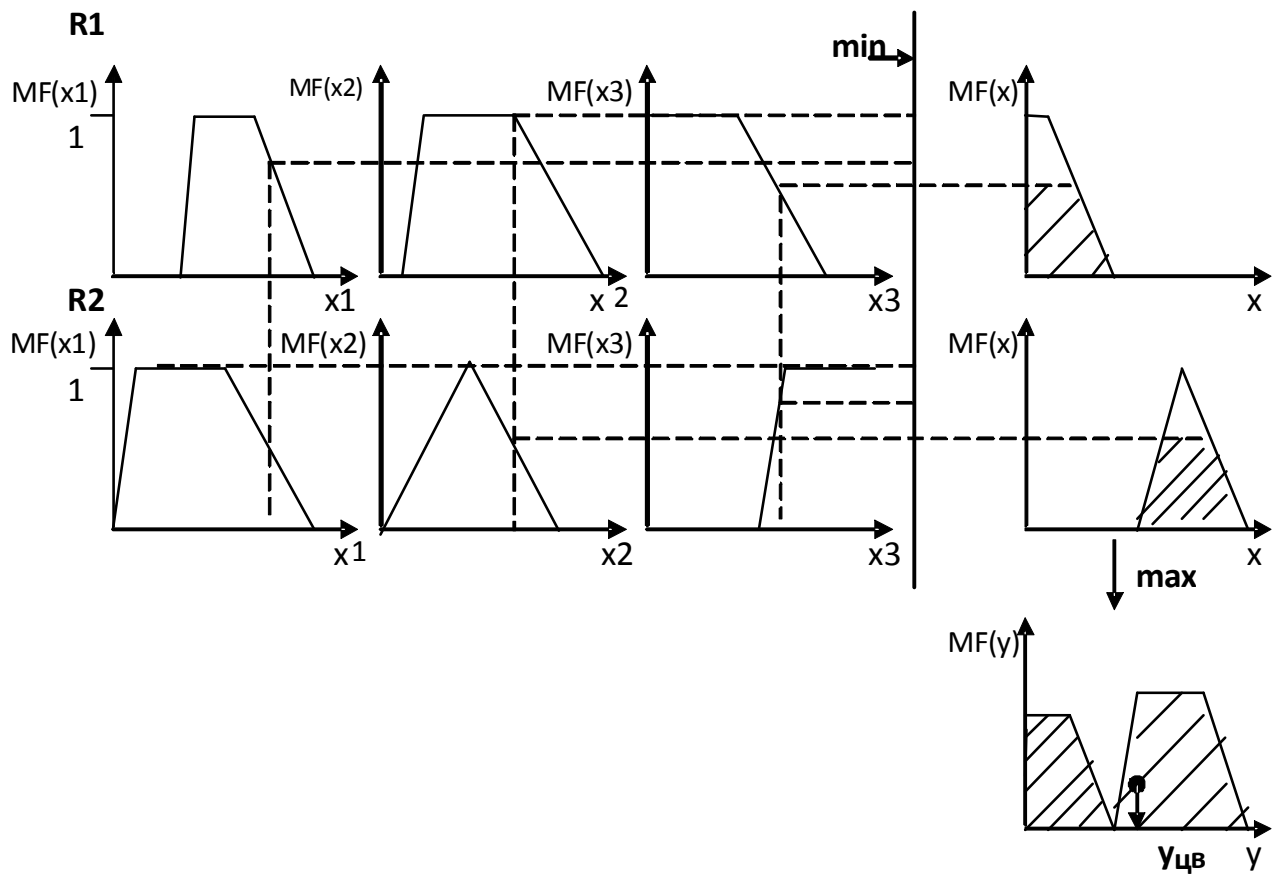 R1
min
MF(x1) MF(x2) MF(x3) MF(x)
1
x1 x 2 x3 x
R2
MF(x1) MF(x2) MF(x3) MF(x)
1
x1 x2 x3 x
max
MF(y)
yцв y